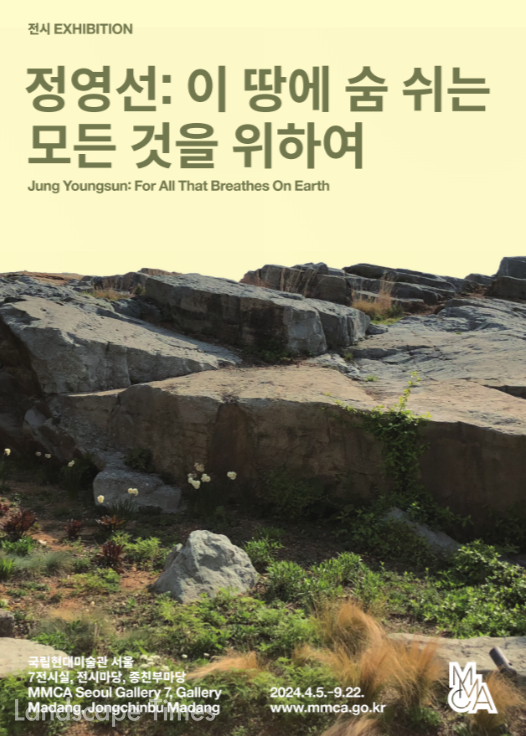 전시 EXHIBITION
정영선: 이 땅에 숨 쉬는
모든 것을 위하여
Jung Youngsun: For All That Breathes On Earth
국립현대미술관 서울
7전시실, 전시마당, 종친부마당
MMCA Seoul Gallery 7, Gallery
Madang, Jongchinbu Madang
2024.4.5.-9.22.
www.mmca.go.kr
MMCA
Landscape Times